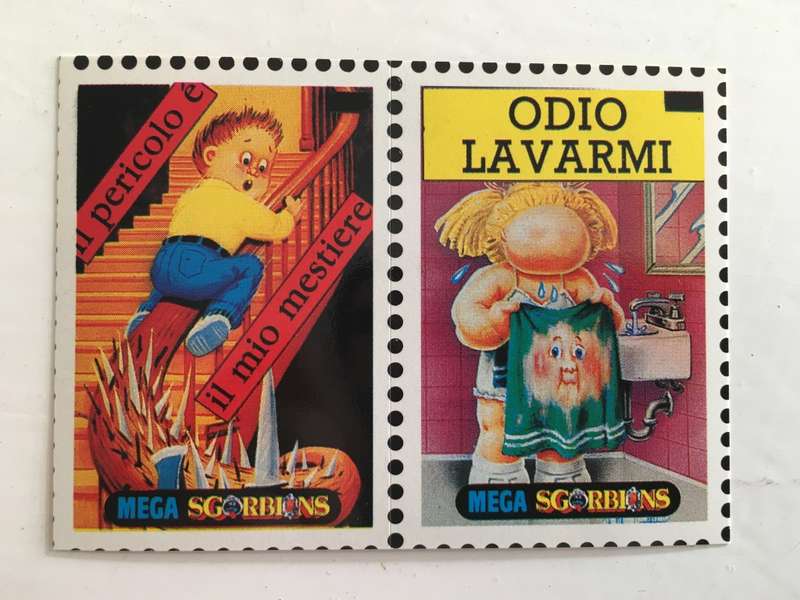 il pericolo è
il mio mestiere
MEGA SGORBIONS
ODIO
LAVARMI
MEGA SGORBIONS